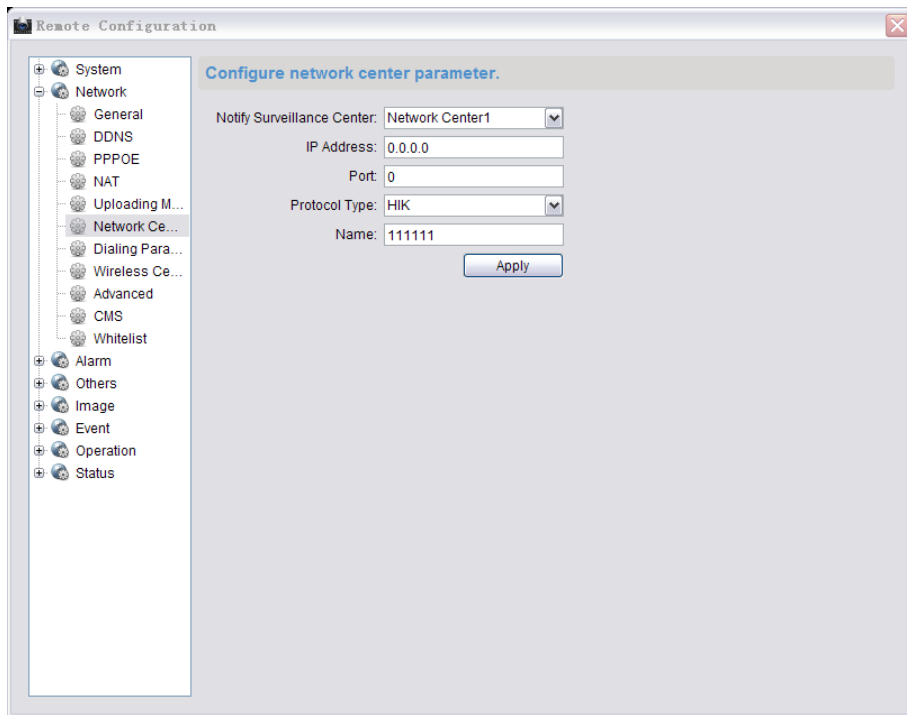 Remote Configuration
System
Network
General
DDNS
PPPOE
NAT
Uploading M...
Network Ce...
Dialing Para...
Wireless Ce...
Advanced
CMS
Whitelist
Alarm
Others
Image
Event
Operation
Status
Configure network center parameter.
Notify Surveillance Center: Network Center1
IP Address: 0.0.0.0
Port: 0
Protocol Type: HIK
Name: 111111
Apply